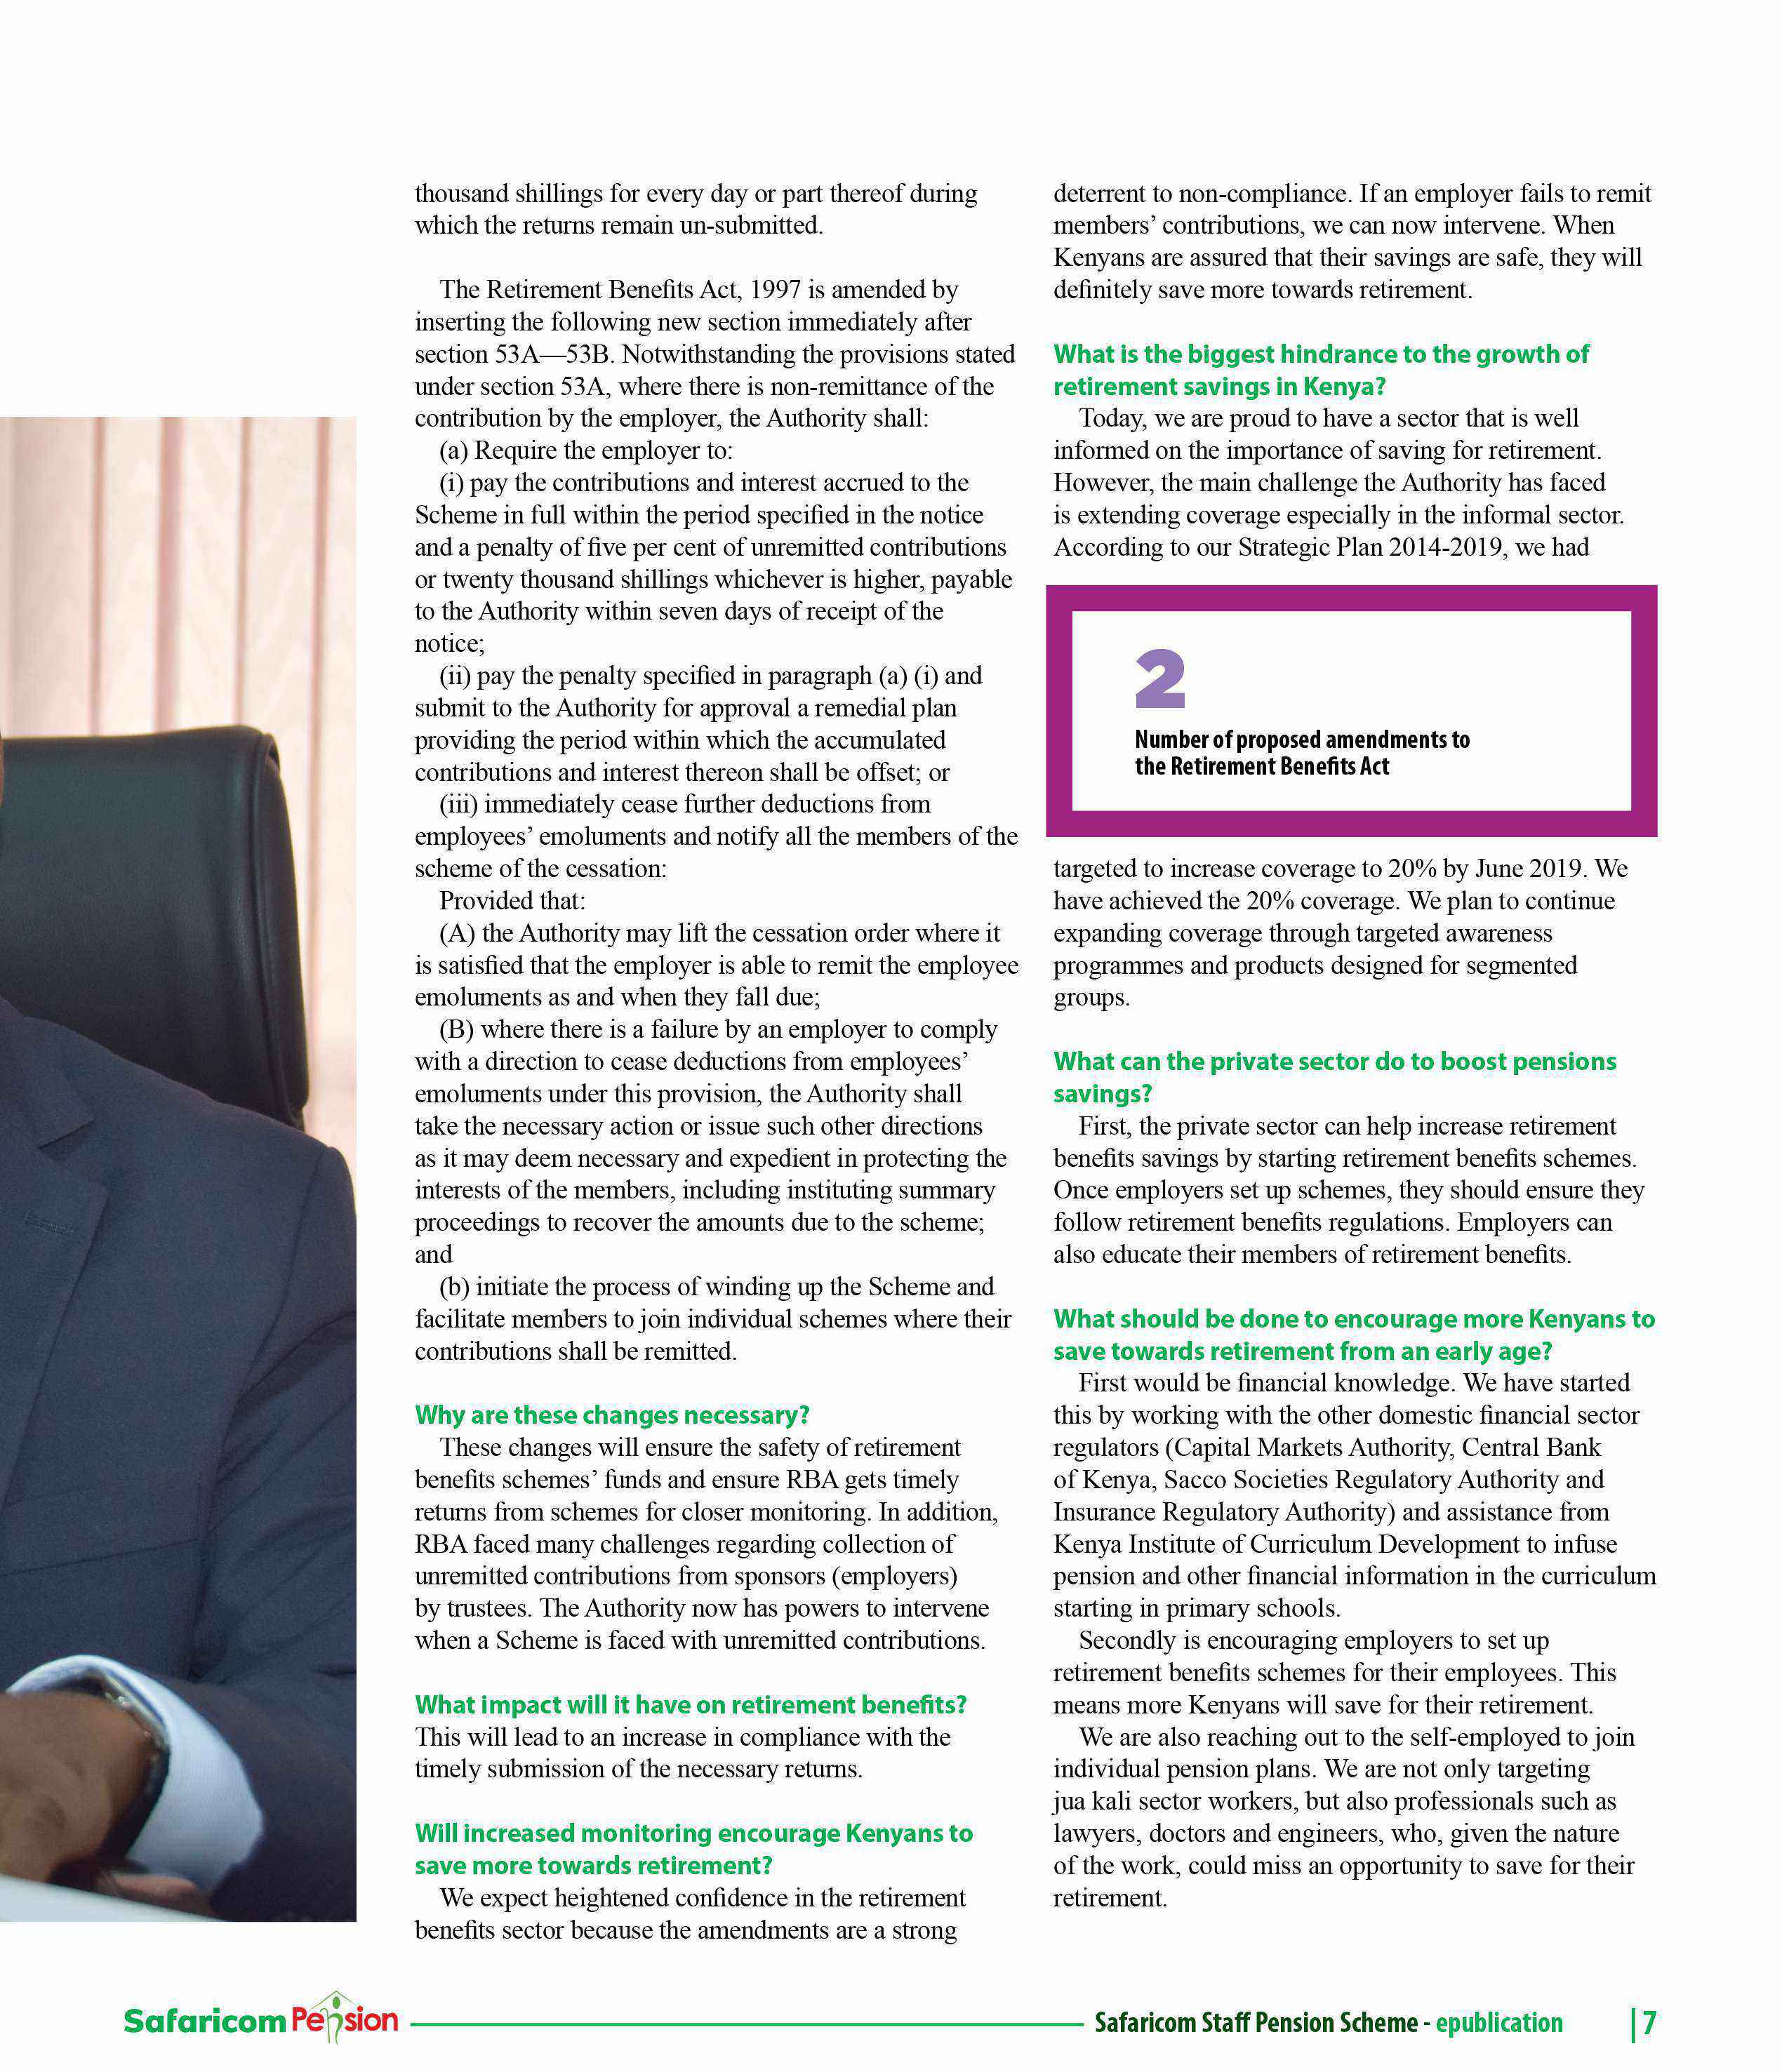 thousand shillings for every day or part thereof during
which the returns remain un-submitted.
The Retirement Benefits Act, 1997 is amended by
inserting the following new section immediately after
section 53A—53B. Notwithstanding the provisions stated
under section 53A, where there is non-remittance of the
contribution by the employer, the Authority shall:
(a) Require the employer to:
(i) pay the contributions and interest accrued to the
Scheme in full within the period specified in the notice
and a penalty of five per cent of unremitted contributions
or twenty thousand shillings whichever is higher, payable
to the Authority within seven days of receipt of the
notice;
(ii) pay the penalty specified in paragraph (a) (i) and
submit to the Authority for approval a remedial plan
providing the period within which the accumulated
contributions and interest thereon shall be offset; or
(iii) immediately cease further deductions from
employees’ emoluments and notify all the members of the
scheme of the cessation:
Provided that:
(A) the Authority may lift the cessation order where it
is satisfied that the employer is able to remit the employee
emoluments as and when they fall due;
(B) where there is a failure by an employer to comply
with a direction to cease deductions from employees’
emoluments under this provision, the Authority shall
take the necessary action or issue such other directions
as it may deem necessary and expedient in protecting the
interests of the members, including instituting summary
proceedings to recover the amounts due to the scheme;
and
(b) initiate the process of winding up the Scheme and
facilitate members to join individual schemes where their
contributions shall be remitted.
Why are these changes necessary?
These changes will ensure the safety of retirement
benefits schemes’ funds and ensure RBA gets timely
returns from schemes for closer monitoring. In addition,
RBA faced many challenges regarding collection of
unremitted contributions from sponsors (employers)
by trustees. The Authority now has powers to intervene
when a Scheme is faced with unremitted contributions.
What impact will it have on retirement benefits?
This will lead to an increase in compliance with the
timely submission of the necessary returns.
Will increased monitoring encourage Kenyans to
save more towards retirement?
We expect heightened confidence in the retirement
benefits sector because the amendments are a strong
deterrent to non-compliance. If an employer fails to remit
members’ contributions, we can now intervene. When
Kenyans are assured that their savings are safe, they will
definitely save more towards retirement.
What is the biggest hindrance to the growth of
retirement savings in Kenya?
Today, we are proud to have a sector that is well
informed on the importance of saving for retirement.
However, the main challenge the Authority has faced
is extending coverage especially in the informal sector.
According to our Strategic Plan 2014-2019, we had
2
Number of proposed amendments to
the Retirement Benefits Act
targeted to increase coverage to 20% by June 2019. We
have achieved the 20% coverage. We plan to continue
expanding coverage through targeted awareness
programmes and products designed for segmented
groups.
What can the private sector do to boost pensions
savings?
First, the private sector can help increase retirement
benefits savings by starting retirement benefits schemes.
Once employers set up schemes, they should ensure they
follow retirement benefits regulations. Employers can
also educate their members of retirement benefits.
What should be done to encourage more Kenyans to
save towards retirement from an early age?
First would be financial knowledge. We have started
this by working with the other domestic financial sector
regulators (Capital Markets Authority, Central Bank
of Kenya, Sacco Societies Regulatory Authority and
Insurance Regulatory Authority) and assistance from
Kenya Institute of Curriculum Development to infuse
pension and other financial information in the curriculum
starting in primary schools.
Secondly is encouraging employers to set up
retirement benefits schemes for their employees. This
means more Kenyans will save for their retirement.
We are also reaching out to the self-employed to join
individual pension plans. We are not only targeting
jua kali sector workers, but also professionals such as
lawyers, doctors and engineers, who, given the nature
of the work, could miss an opportunity to save for their
retirement.
Safaricom Pension
Safaricom Staff Pension Scheme - epublication
|7